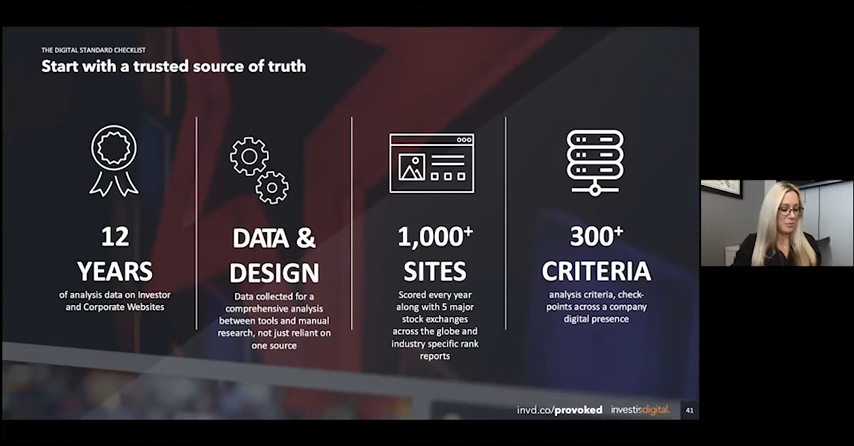 THE DIGITAL STANDARD CHECKLIST
Start with a trusted source of truth
12
YEARS
of analysis data on Investor
and Corporate Websites
DATA &
DESIGN
Data collected for a
comprehensive analysis
between tools and manual
research, not just reliant on
one source
1,000+
SITES
Scored every year
along with 5 major
stock exchanges
across the globe and
industry specific rank
reports
300+
CRITERIA
analysis criteria, check-
points across a company
digital presence
invd.co/provoked
investisdigital.
41